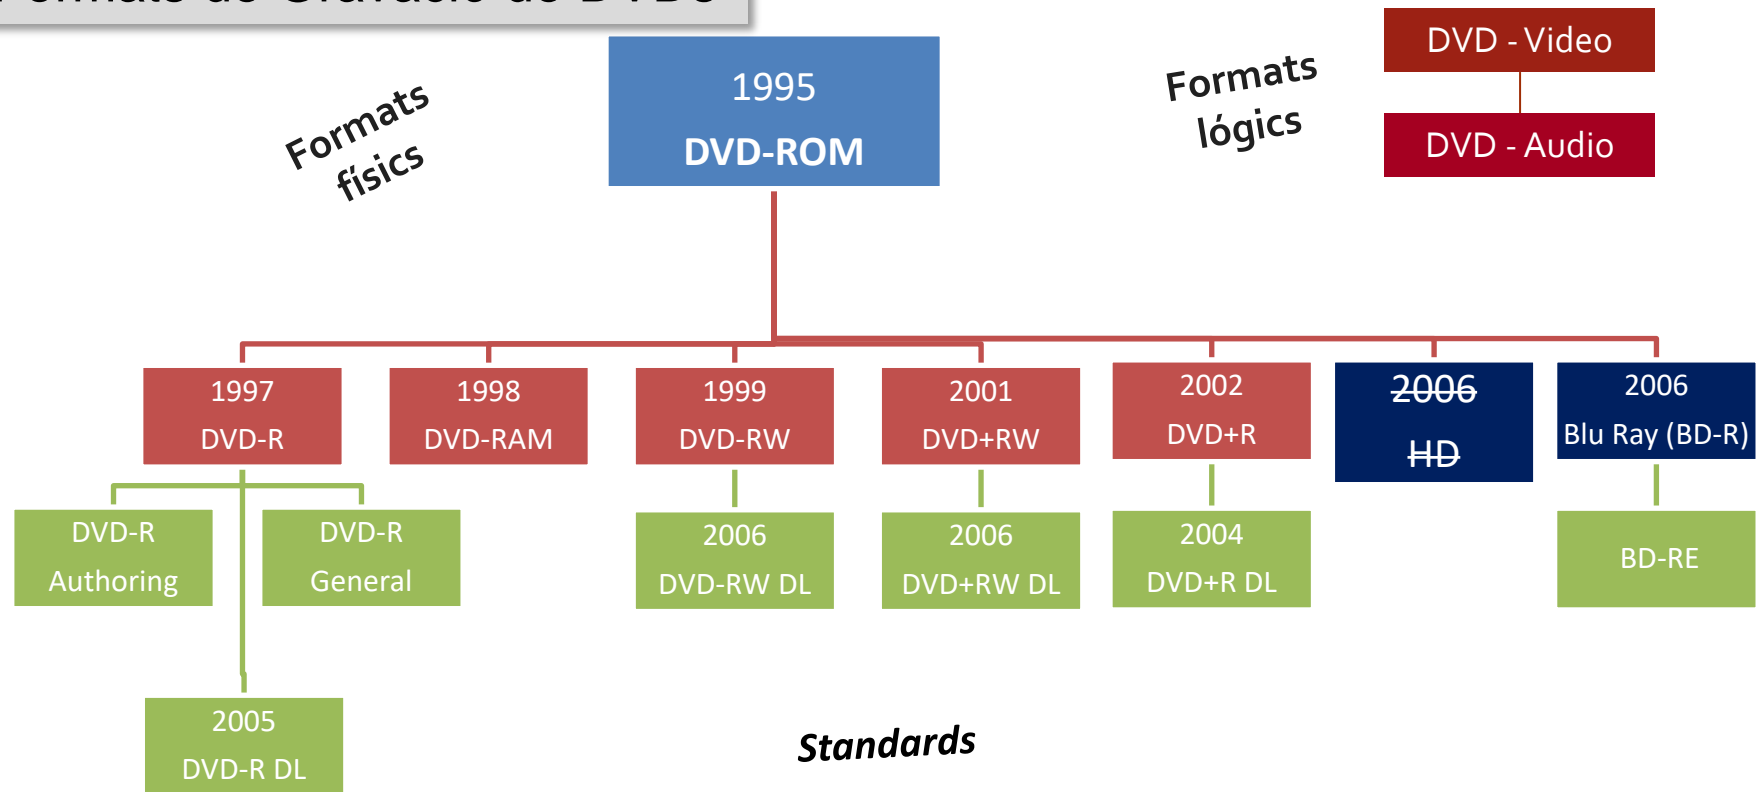 Formats
físics
1995
DVD-ROM
Formats
lógics
DVD - Video
DVD - Audio
1997
DVD-R
1998
DVD-RAM
1999
DVD-RW
2001
DVD+RW
2002
DVD+R
2006
HD
2006
Blu Ray (BD-R)
DVD-R
Authoring
DVD-R
General
2006
DVD-RW DL
2006
DVD+RW DL
2004
DVD+R DL
BD-RE
2005
DVD-R DL
Standards